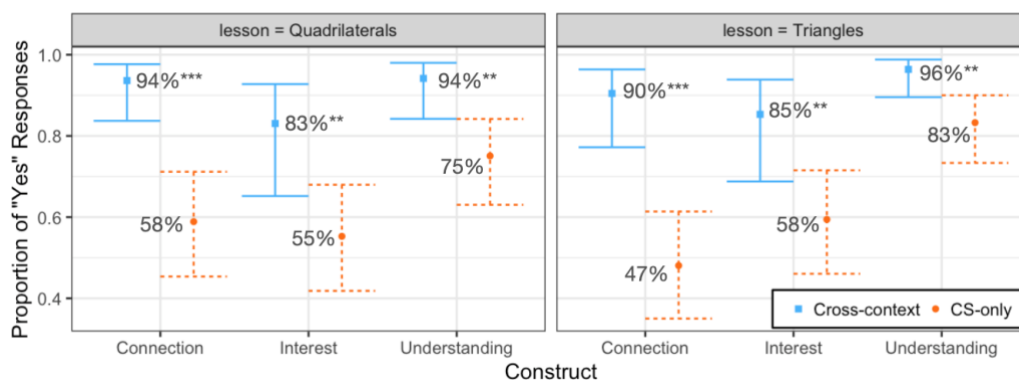 lesson = Quadrilaterals
lesson = Triangles
Proportion of "Yes" Responses
1.0
0.8
0.6
0.4
94%***
83%**
94%**
58%
55%
75%
90%***
85%**
96%**
47%
58%
83%
Cross-context
CS-only
Connection
Interest
Understanding
Connection
Interest
Understanding
Construct